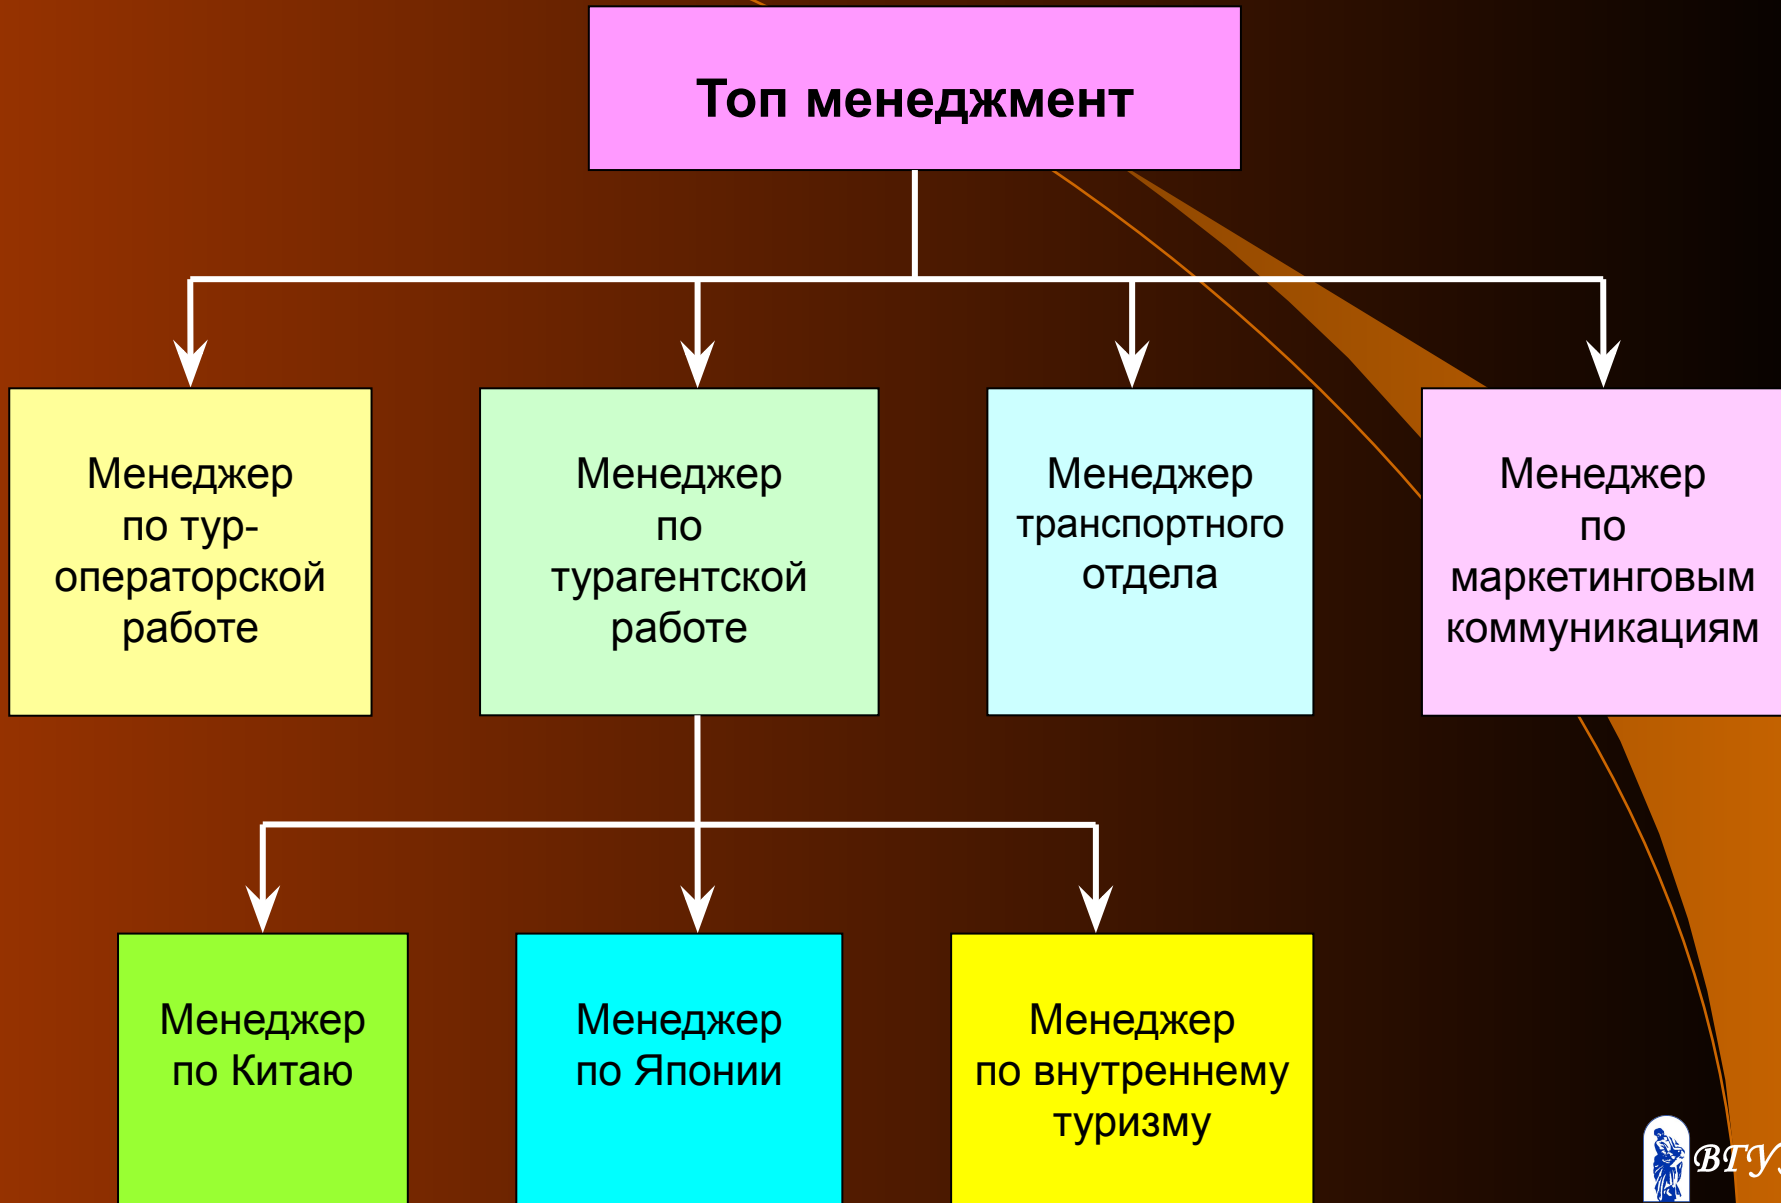 Топ менеджмент
Менеджер
по тур-
операторской
работе
Менеджер
по
турагентской
работе
Менеджер
транспортного
отдела
Менеджер
по
маркетинговым
коммуникациям
Менеджер
по Китаю
Менеджер
по Японии
Менеджер
по внутреннему
туризму